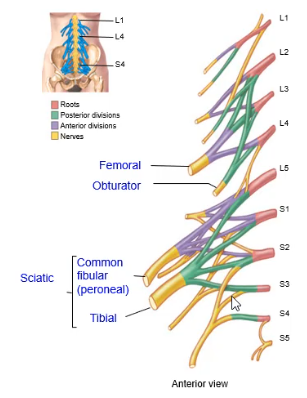 L1
L4
S4
Roots
Posterior divisions
Anterior divisions
Nerves
L1
L2
L3
L4
L5
S1
S2
S3
S4
S5
Femoral
Obturator
Sciatic
Common
fibular
(peroneal)
Tibial
Anterior view